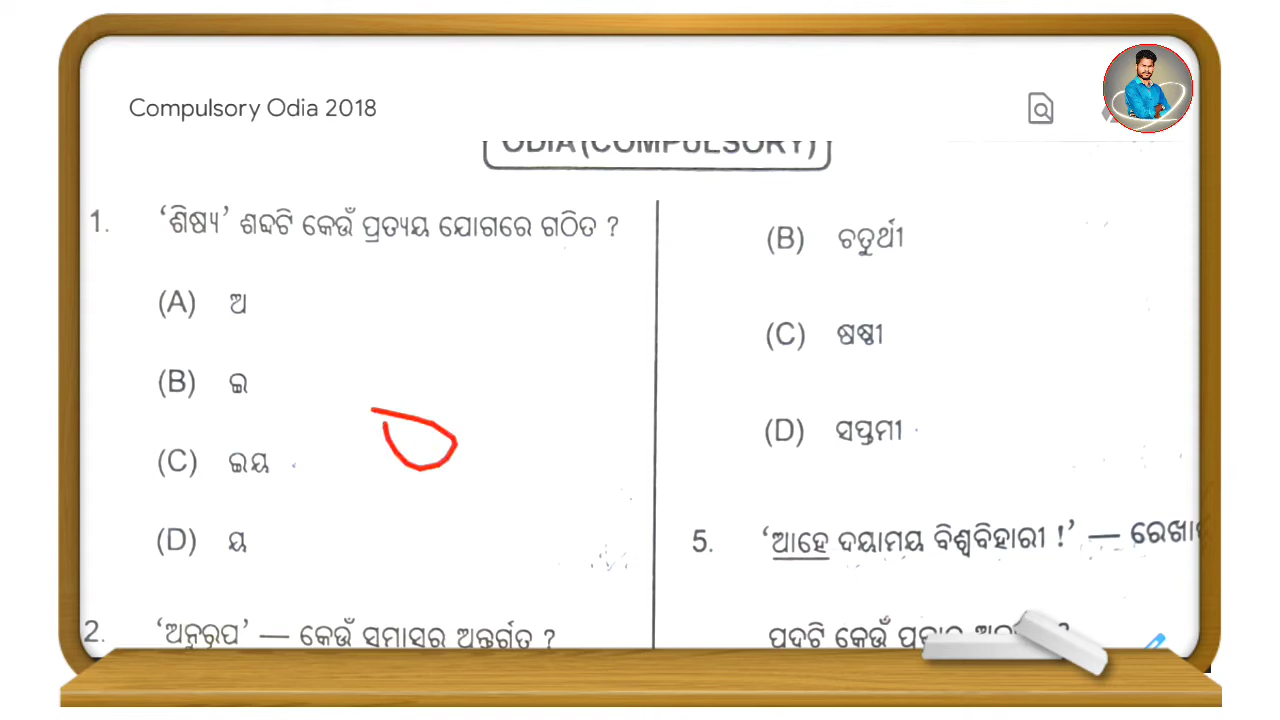 Compulsory Odia 2018
ODIA (COMPULSORY)
1. ‘ଶିଷ୍ୟ’ ଶବ୍ଦଟି କେଉଁ ପ୍ରତ୍ୟୟ ଯୋଗରେ ଗଠିତ ?
(A) ଅ
(B) ଇ
(C) ଇୟ
(D) ୟ
2. ‘ଅନୁରୂପ’ — କେଉଁ ସମାସର ଅନ୍ତର୍ଗତ ?
(B) ଚତୁର୍ଥୀ
(C) ଷଷ୍ଠୀ
(D) ସପ୍ତମୀ
5. ‘ଆହେ ଦୟାମୟ ବିଶ୍ୱବିହାରୀ !’ —
ପଦଟି କେଉଁ